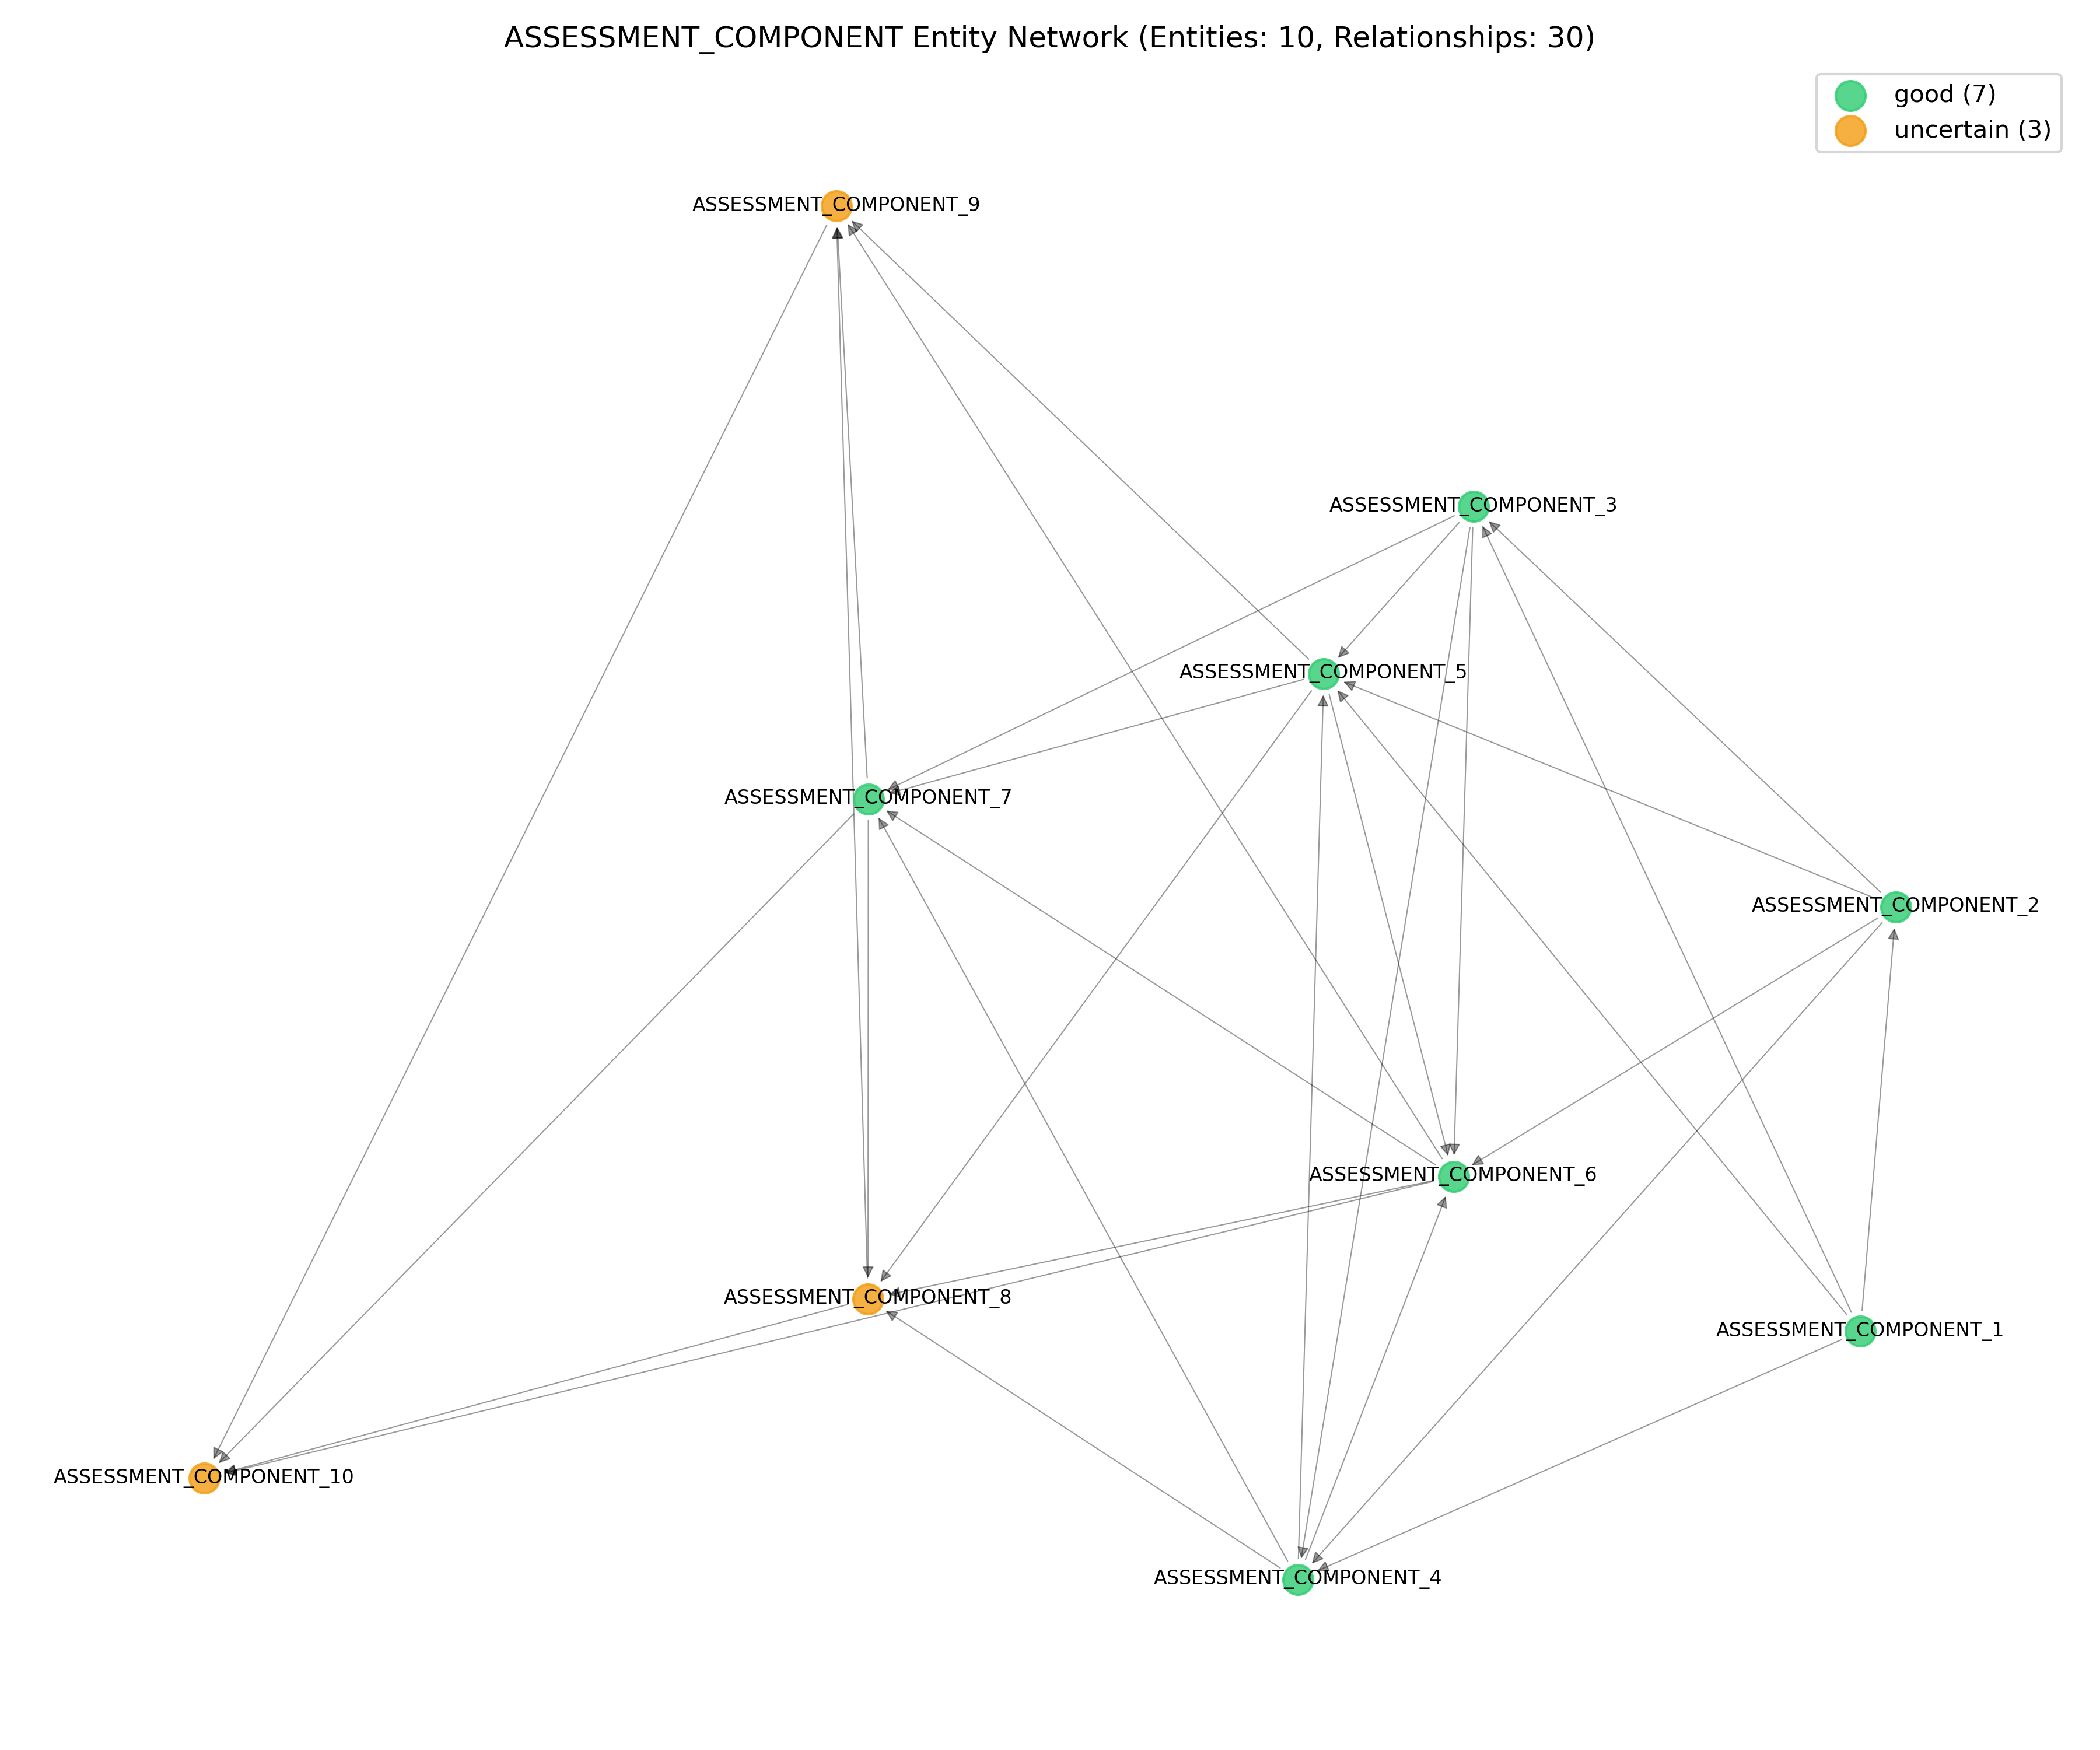 ASSESSMENT_COMPONENT Entity Network (Entities: 10, Relationships: 30)
good (7)
uncertain (3)
ASSESSMENT_COMPONENT_9
ASSESSMENT_COMPONENT_3
ASSESSMENT_COMPONENT_5
ASSESSMENT_COMPONENT_7
ASSESSMENT_COMPONENT_2
ASSESSMENT_COMPONENT_6
ASSESSMENT_COMPONENT_8
ASSESSMENT_COMPONENT_1
ASSESSMENT_COMPONENT_10
ASSESSMENT_COMPONENT_4